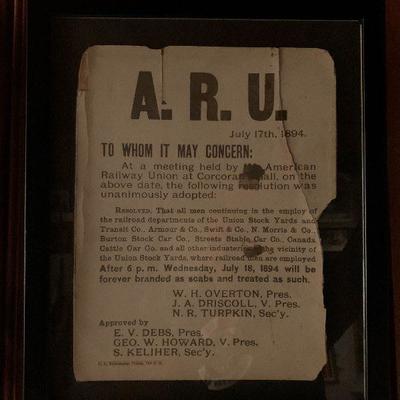 A. R. U.
July 17th, 1894.
TO WHOM IT MAY CONCERN:
At a meeting held by American
Railway Union at Corcoran all, on the
above date, the following resolution was
unanimously adopted:
RESOLVED, That all men continuing in the employ of
the railroad departments of the Union Stock Yards and
Transit Co., Armour & Co., Swift & Co., N. Morris & Co.,
Burton Stock Car Co., Streets Stable Car Co., Canada
Cattle Car Co. and all other industries in the vicinity of
the Union Stock Yards, where railroad men are employed
After 6 p. m. Wednesday, July 18, 1894 will be
forever branded as scabs and treated as such.
W. H. OVERTON, Pres.
J. A. DRISCOLL, V. Pres.
N. R. TURPKIN, Sec'y.
Approved by
E. V. DEBS, Pres.
GEO. W. HOWARD, V. Pres.
S. KELIHER, Sec'y.